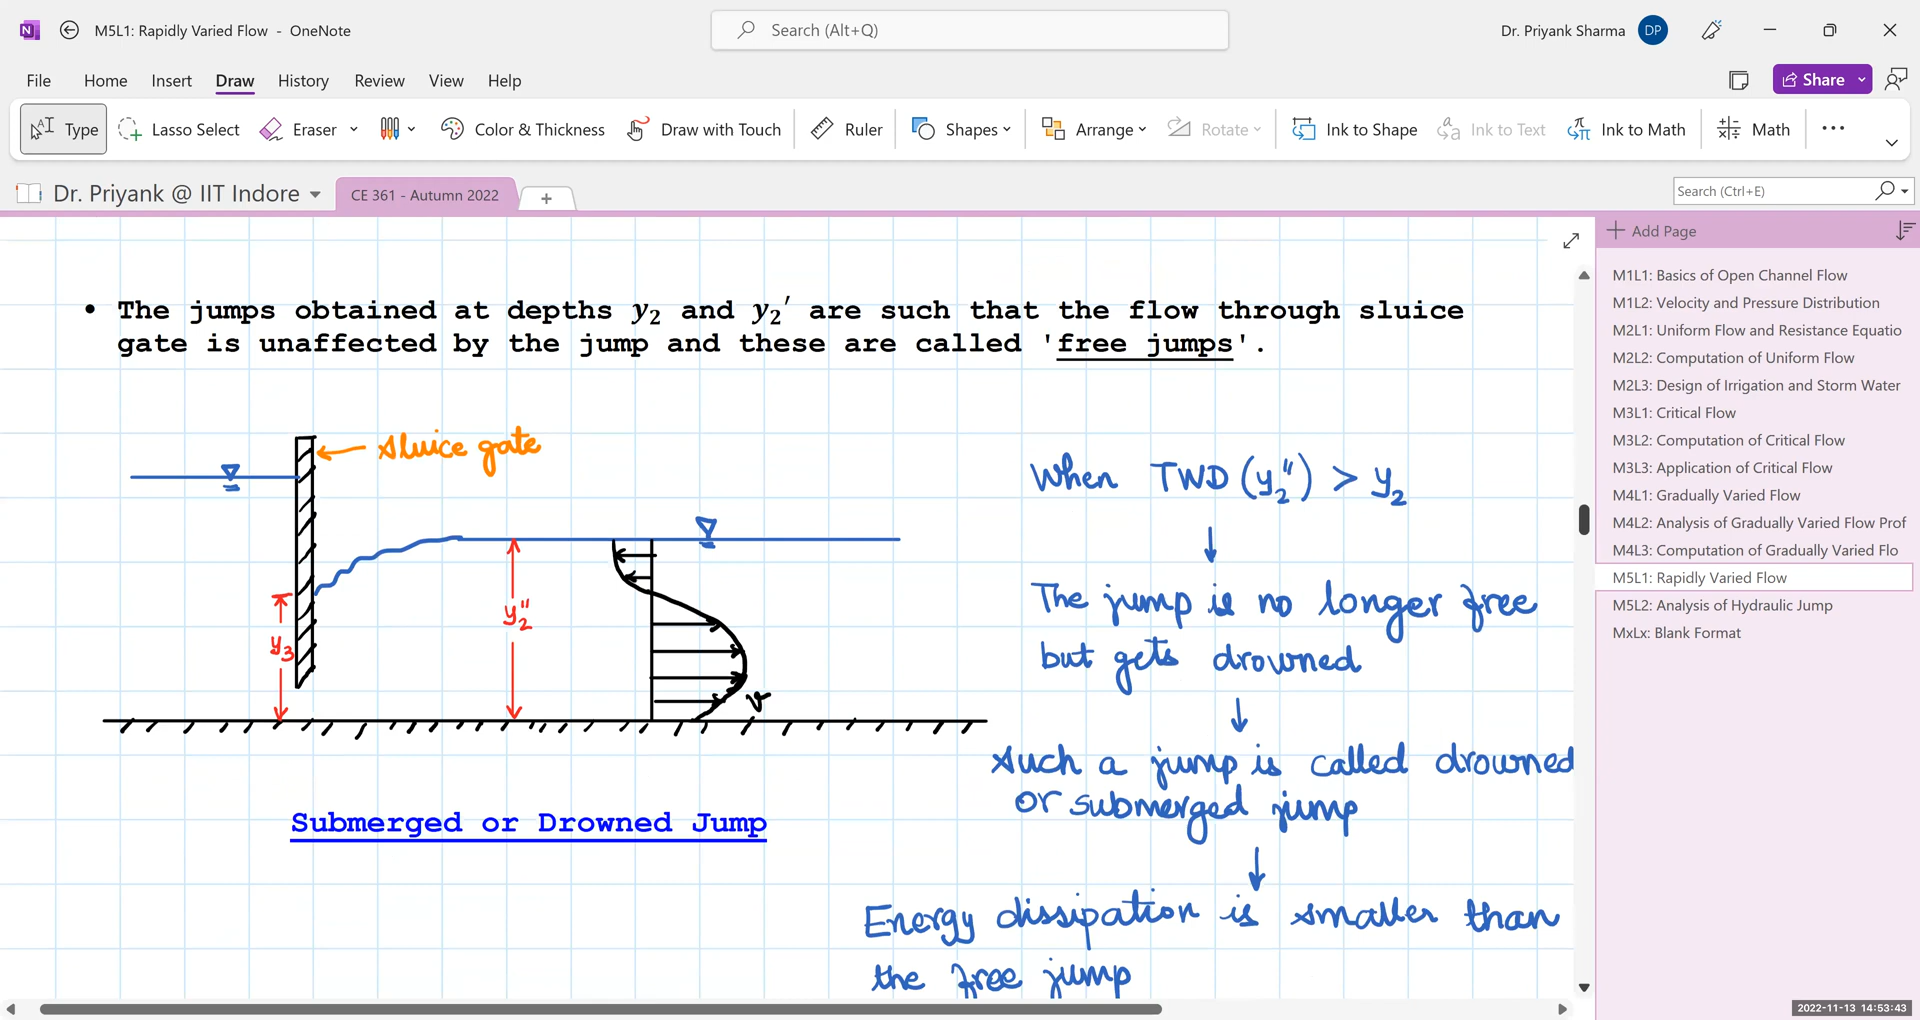 M5L1: Rapidly Varied Flow - OneNote
Search (Alt+Q)
Dr. Priyank Sharma
DP
File Home Insert Draw History Review View Help
Share
Type Lasso Select Eraser Color & Thickness Draw with Touch Ruler Shapes Arrange Rotate Ink to Shape Ink to Text Ink to Math Math
Dr. Priyank @ IIT Indore
CE 361 - Autumn 2022
Search (Ctrl+E)
Add Page
M1L1: Basics of Open Channel Flow
M1L2: Velocity and Pressure Distribution
M2L1: Uniform Flow and Resistance Equatio
M2L2: Computation of Uniform Flow
M2L3: Design of Irrigation and Storm Water
M3L1: Critical Flow
M3L2: Computation of Critical Flow
M3L3: Application of Critical Flow
M4L1: Gradually Varied Flow
M4L2: Analysis of Gradually Varied Flow Prof
M4L3: Computation of Gradually Varied Flo
M5L1: Rapidly Varied Flow
M5L2: Analysis of Hydraulic Jump
MxLx: Blank Format
• The jumps obtained at depths y₂ and y₂′ are such that the flow through sluice
gate is unaffected by the jump and these are called 'free jumps'.
sluice gate
y₃
y₂″
v
Submerged or Drowned Jump
When TWD (y₂″) > y₂
↓
The jump is no longer free
but gets drowned
↓
Such a jump is called drowned
or submerged jump
↓
Energy dissipation is smaller than
the free jump
2022-11-13 14:53:43